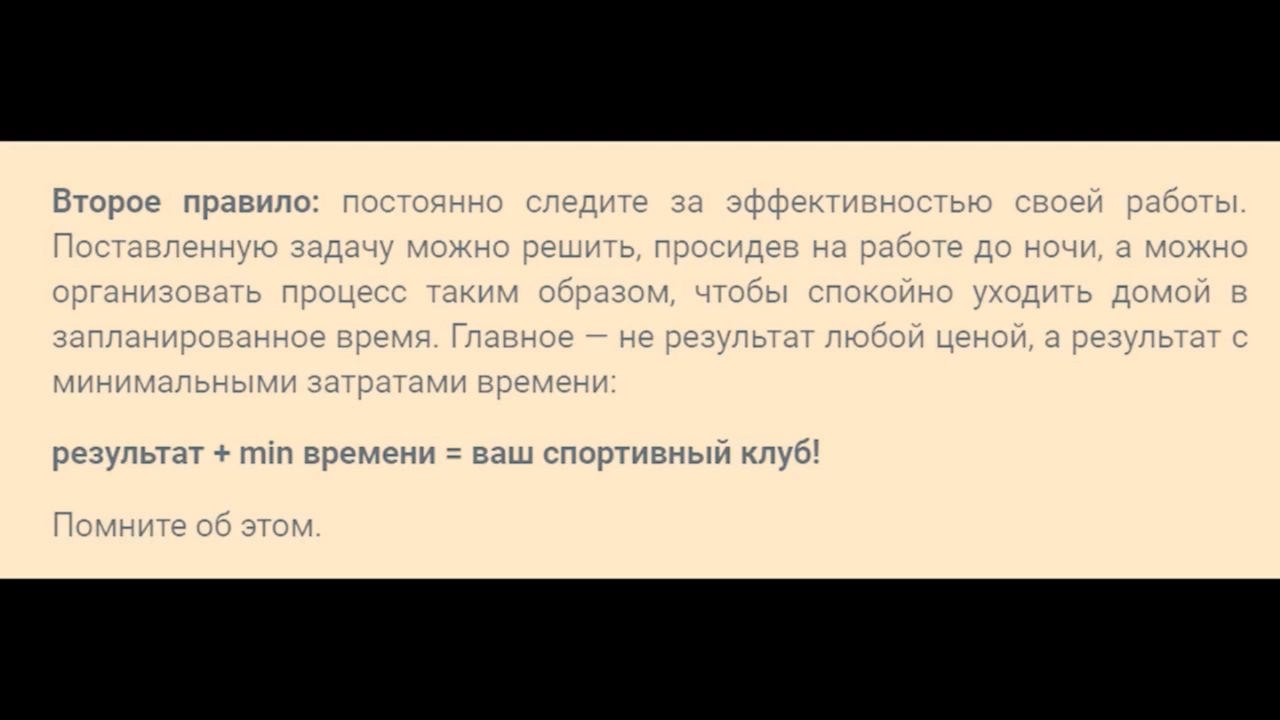 Второе правило: постоянно следите за эффективностью своей работы.
Поставленную задачу можно решить, просидев на работе до ночи, а можно
организовать процесс таким образом, чтобы спокойно уходить домой в
запланированное время. Главное — не результат любой ценой, а результат с
минимальными затратами времени:
результат + min времени = ваш спортивный клуб!
Помните об этом.